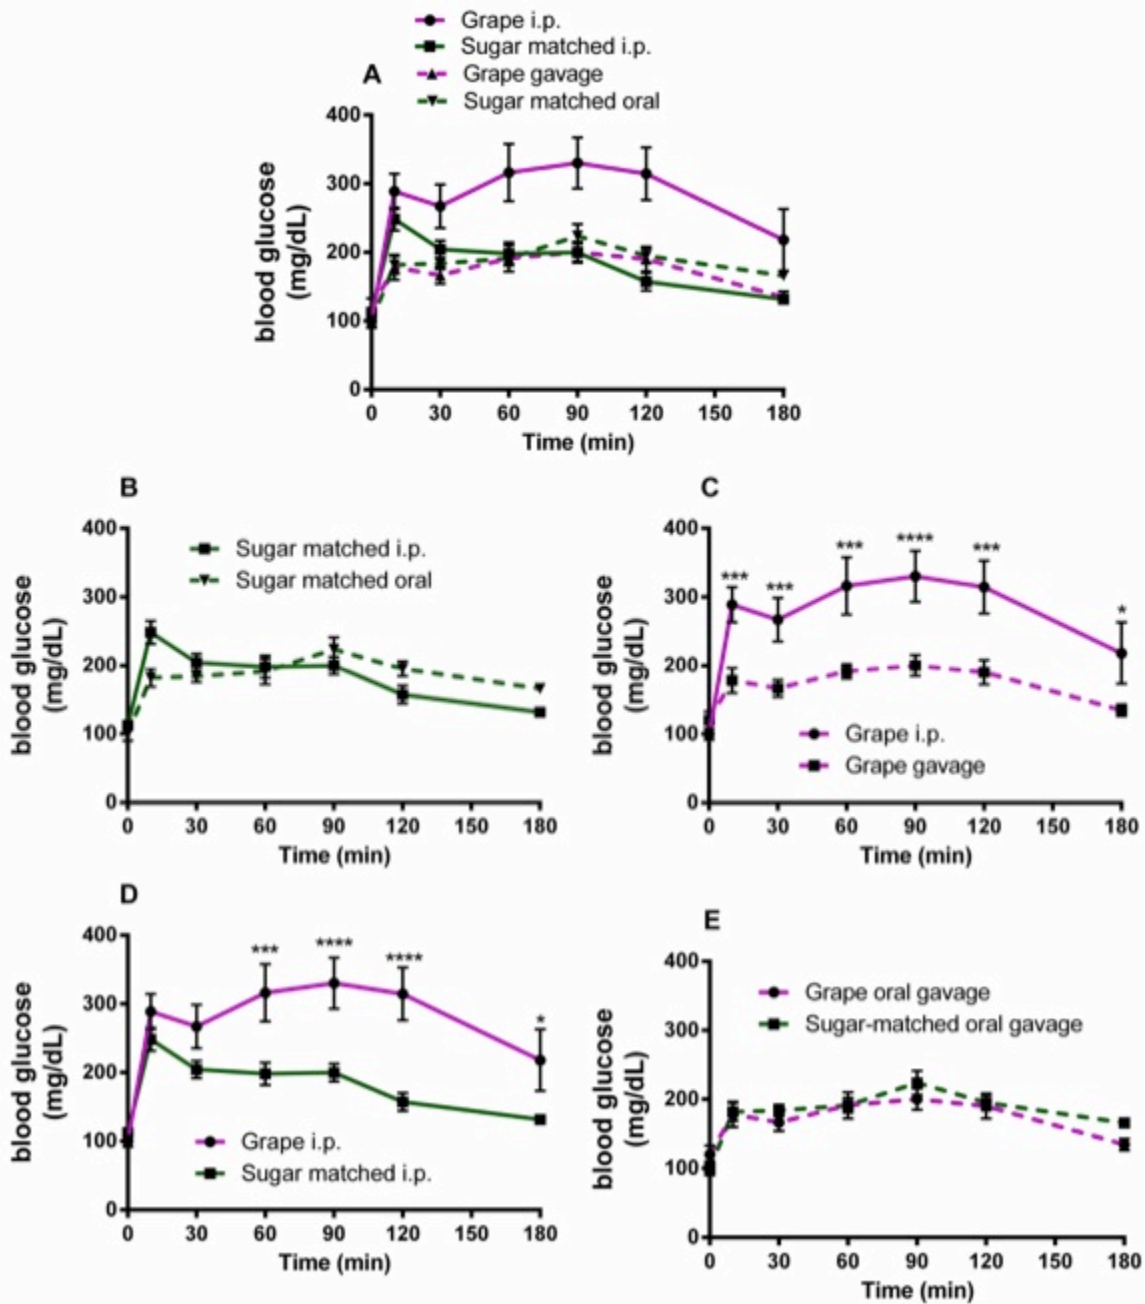 Grape i.p.
Sugar matched i.p.
Grape gavage
Sugar matched oral
A
blood glucose
(mg/dL)
400
300
200
100
0
0 30 60 90 120 150 180
Time (min)
B
blood glucose
(mg/dL)
400
300
200
100
0
Sugar matched i.p.
Sugar matched oral
0 30 60 90 120 150 180
Time (min)
C
blood glucose
(mg/dL)
400
300
200
100
0
*** *** *** **** *** *
Grape i.p.
Grape gavage
0 30 60 90 120 150 180
Time (min)
D
blood glucose
(mg/dL)
400
300
200
100
0
*** **** **** *
Grape i.p.
Sugar matched i.p.
0 30 60 90 120 150 180
Time (min)
E
blood glucose
(mg/dL)
400
300
200
100
0
Grape oral gavage
Sugar-matched oral gavage
0 30 60 90 120 150 180
Time (min)